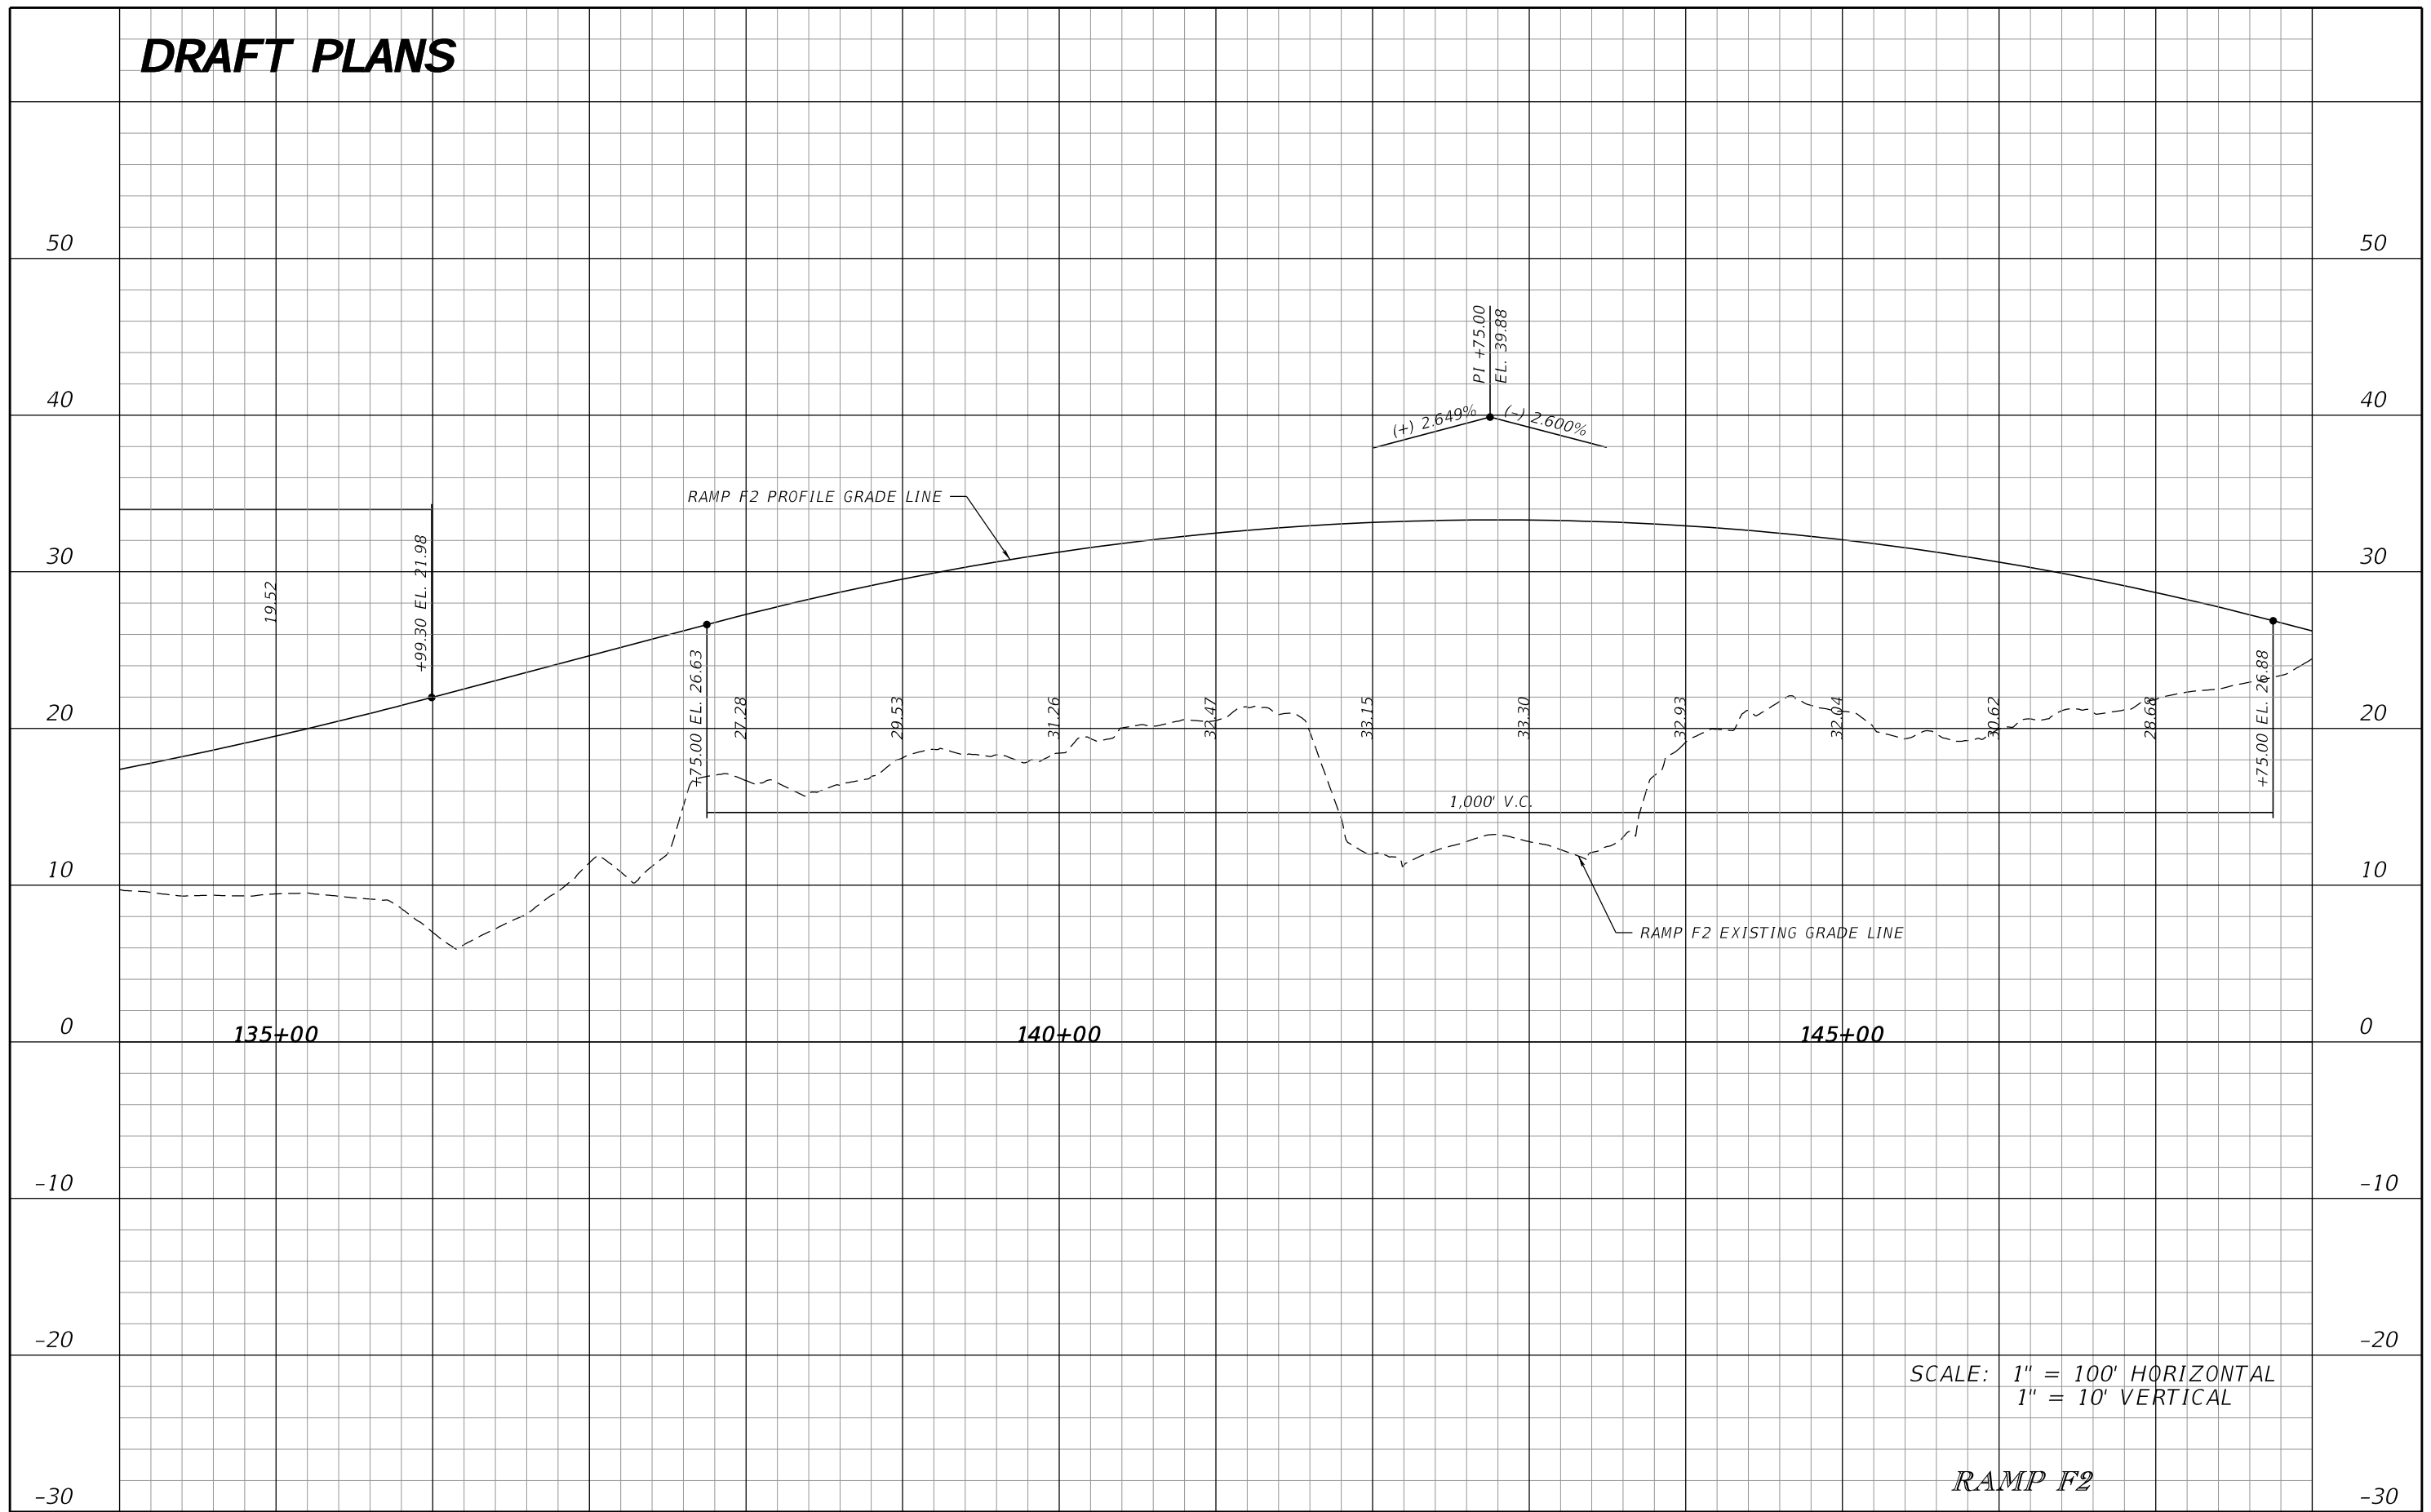 DRAFT PLANS
50
50
PI +75.00
EL. 39.88
40
(+) 2.649%
(-) 2.600%
40
RAMP F2 PROFILE GRADE LINE
30
19.52
+99.30 EL. 21.98
30
20
+75.00 EL. 26.63
27.28
29.53
31.26
32.47
33.15
33.30
32.93
32.04
30.62
28.68
+75.00 EL. 26.88
20
1,000' V.C.
10
10
RAMP F2 EXISTING GRADE LINE
0
135+00
140+00
145+00
0
-10
-10
-20
-20
SCALE: 1" = 100' HORIZONTAL
1" = 10' VERTICAL
RAMP F2
-30
-30